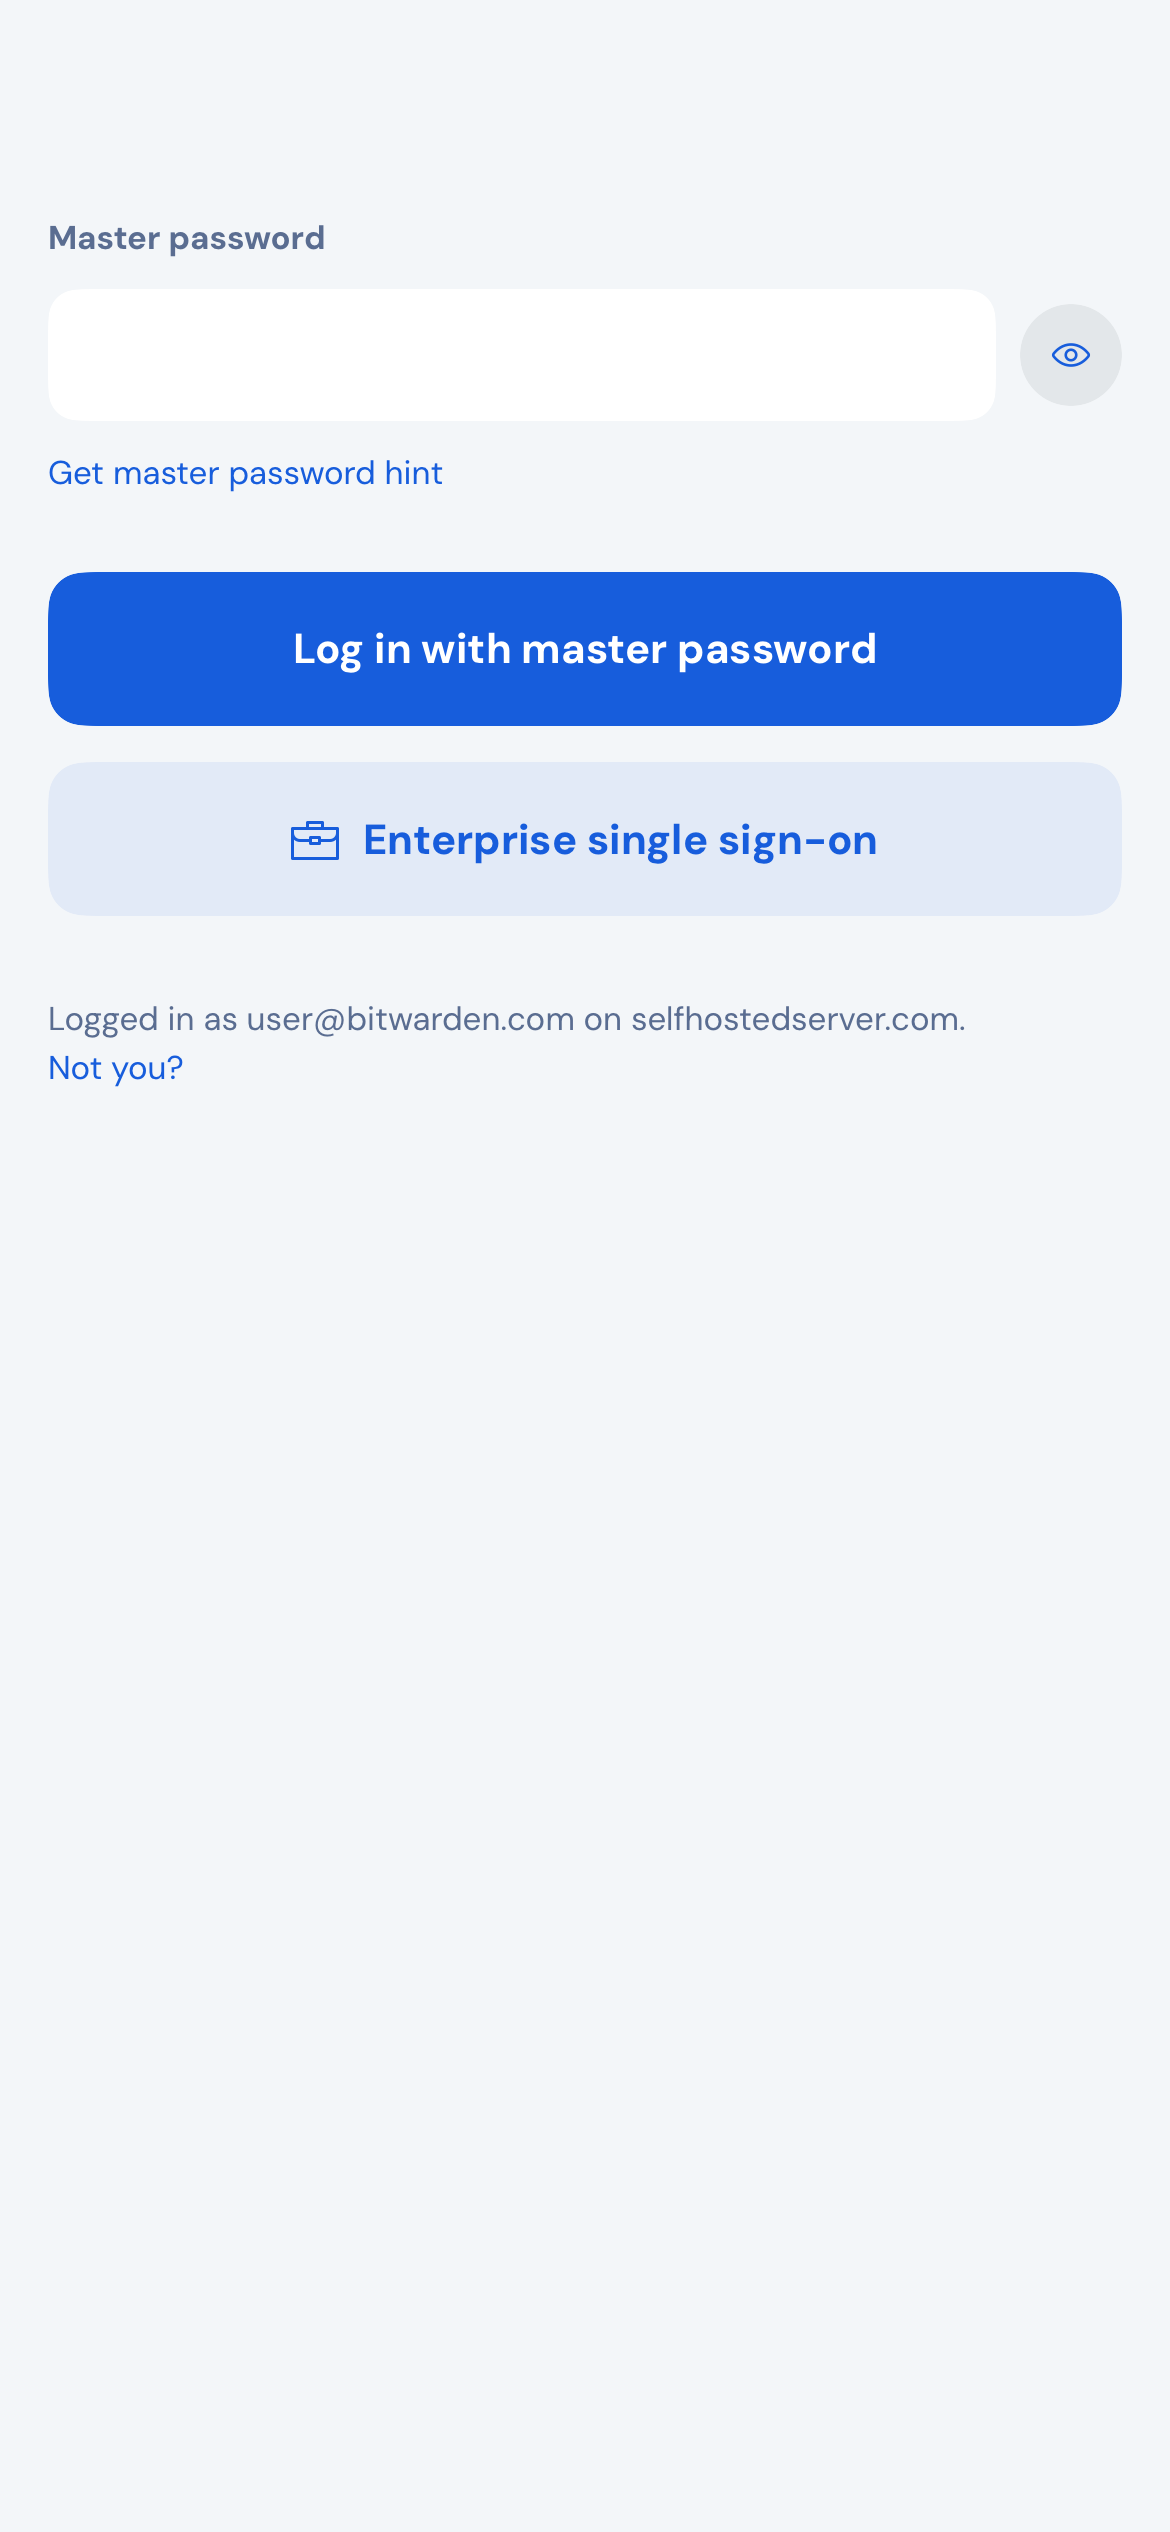 Master password
Get master password hint
Log in with master password
Enterprise single sign-on
Logged in as user@bitwarden.com on selfhostedserver.com.
Not you?